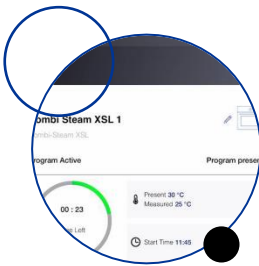 ombi Steam XSL 1
ombi-Steam XSL
rogram Active
Program prese
00 : 23
Left
Present 30 °C
Measured 25 °C
Start Time 11:45